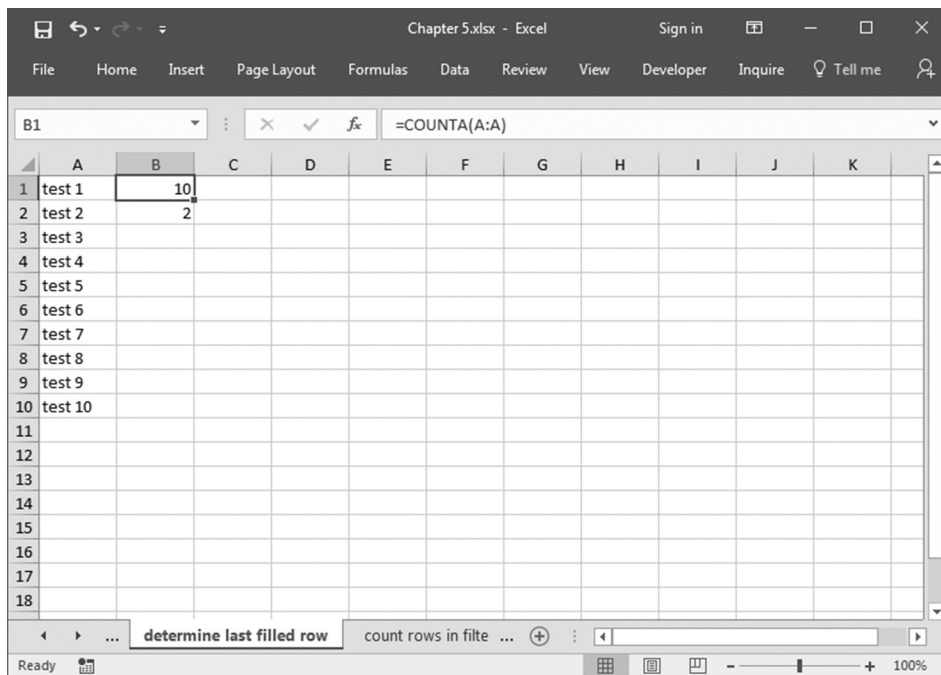 Chapter 5.xlsx - Excel Sign in
File Home Insert Page Layout Formulas Data Review View Developer Inquire Tell me
B1 fx =COUNTA(A:A)
A B C D E F G H I J K
1 test 1 10
2 test 2 2
3 test 3
4 test 4
5 test 5
6 test 6
7 test 7
8 test 8
9 test 9
10 test 10
11
12
13
14
15
16
17
18
... determine last filled row count rows in filte ...
Ready 100%